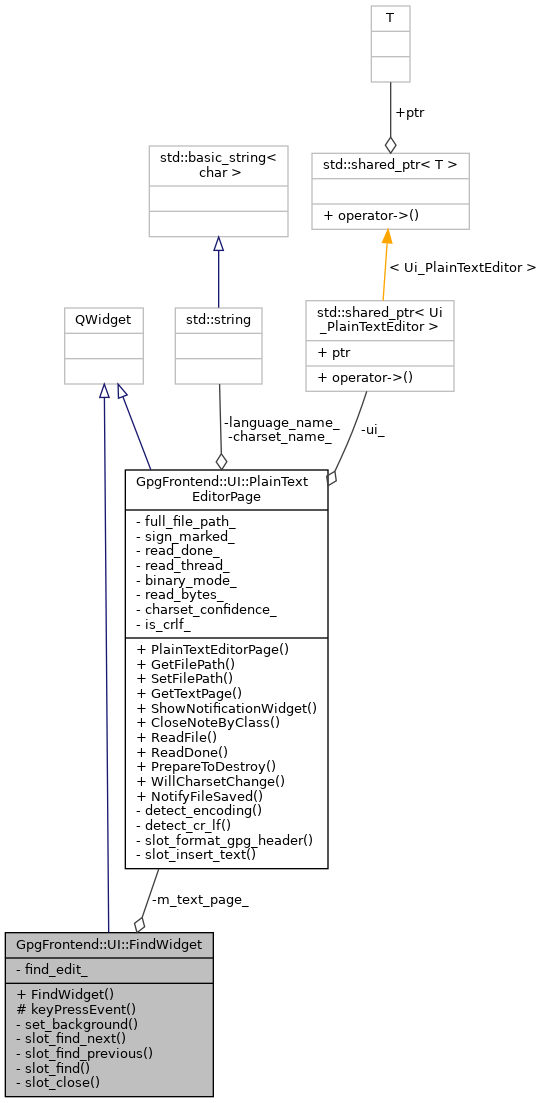 T
+ptr
std::basic_string<
char >
std::shared_ptr< T >
+ operator->()
< Ui_PlainTextEditor >
QWidget
std::string
std::shared_ptr< Ui
_PlainTextEditor >
+ ptr
+ operator->()
-language_name_
-charset_name_
-ui_
GpgFrontend::UI::PlainText
EditorPage
- full_file_path_
- sign_marked_
- read_done_
- read_thread_
- binary_mode_
- read_bytes_
- charset_confidence_
- is_crlf_
+ PlainTextEditorPage()
+ GetFilePath()
+ SetFilePath()
+ GetTextPage()
+ ShowNotificationWidget()
+ CloseNoteByClass()
+ ReadFile()
+ ReadDone()
+ PrepareToDestroy()
+ WillCharsetChange()
+ NotifyFileSaved()
- detect_encoding()
- detect_cr_lf()
- slot_format_gpg_header()
- slot_insert_text()
-m_text_page_
GpgFrontend::UI::FindWidget
- find_edit_
+ FindWidget()
# keyPressEvent()
- set_background()
- slot_find_next()
- slot_find_previous()
- slot_find()
- slot_close()